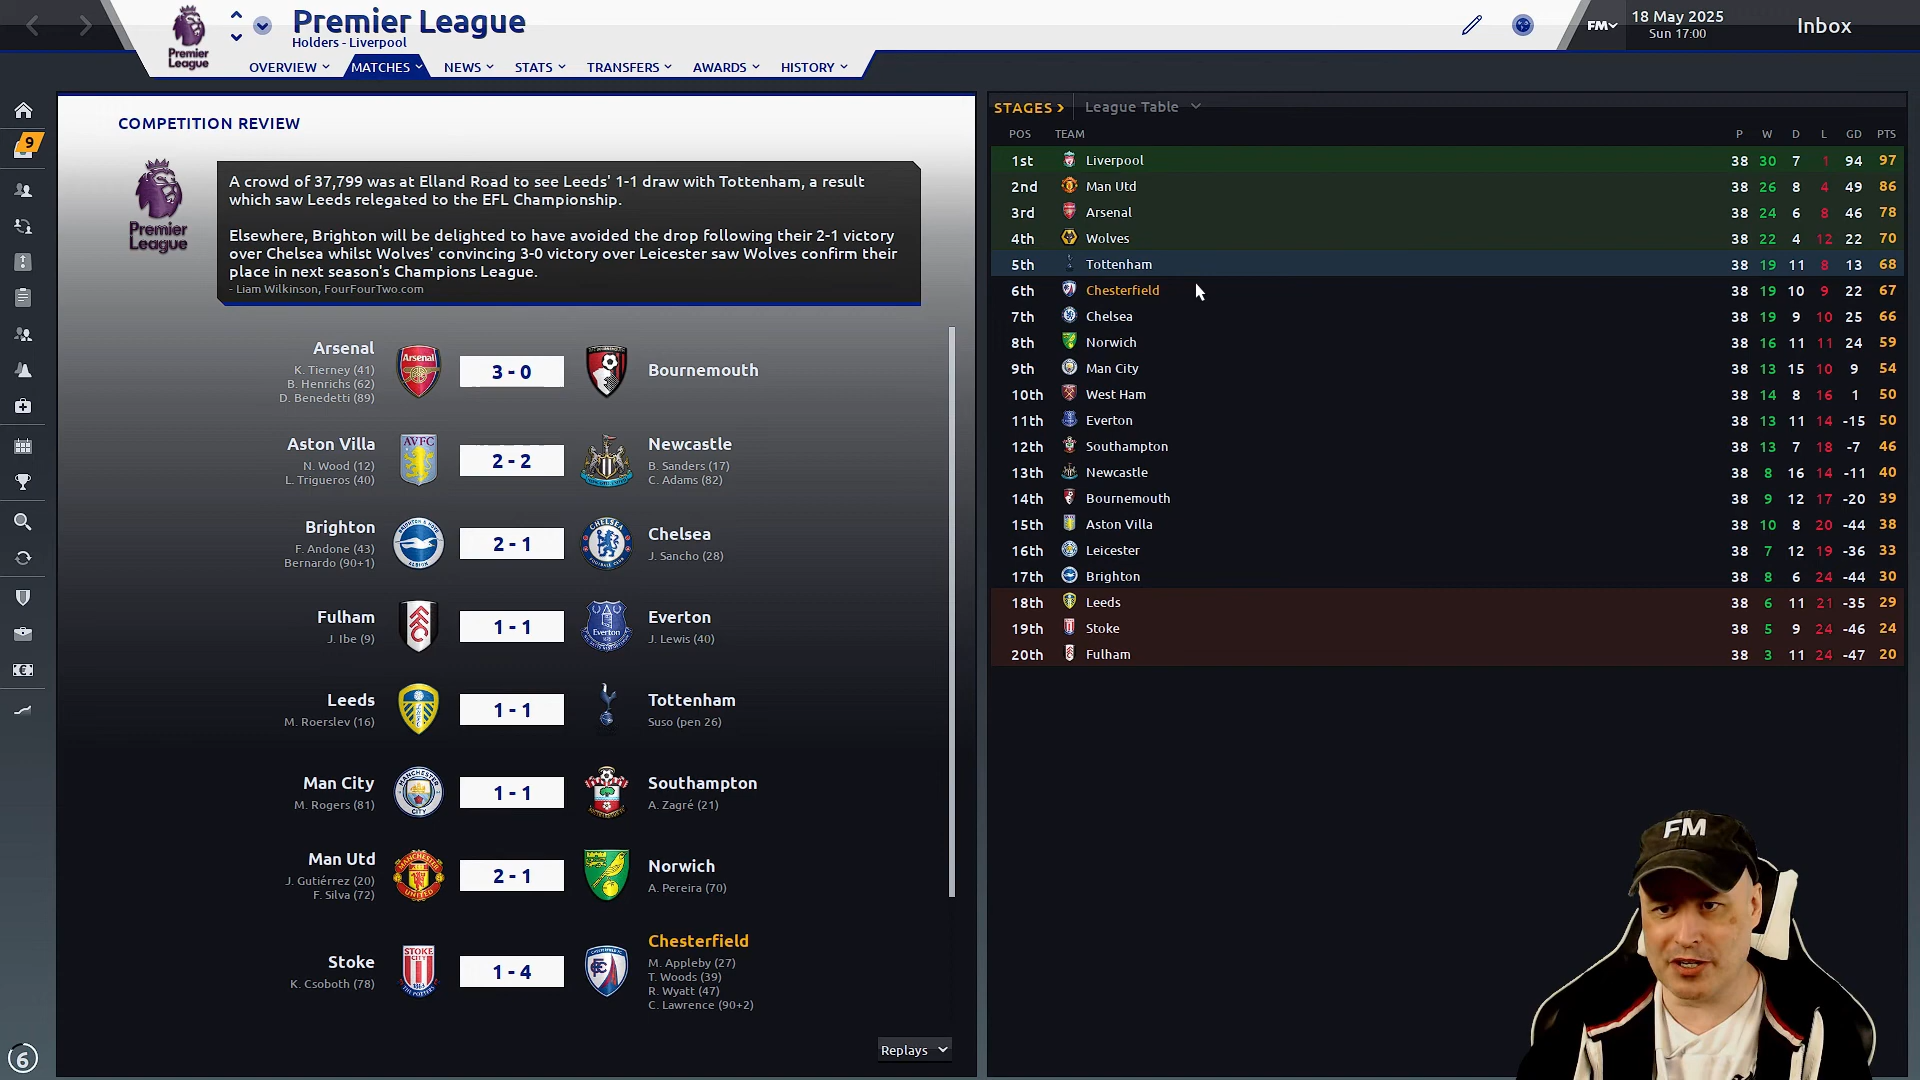 Premier League
Holders - Liverpool
OVERVIEW MATCHES NEWS STATS TRANSFERS AWARDS HISTORY
FM
18 May 2025
Sun 17:00
Inbox
Premier
League
9
6
COMPETITION REVIEW
Premier
League
A crowd of 37,799 was at Elland Road to see Leeds' 1-1 draw with Tottenham, a result
which saw Leeds relegated to the EFL Championship.
Elsewhere, Brighton will be delighted to have avoided the drop following their 2-1 victory
over Chelsea whilst Wolves' convincing 3-0 victory over Leicester saw Wolves confirm their
place in next season's Champions League.
- Liam Wilkinson, FourFourTwo.com
Arsenal
K. Tierney (41)
B. Henrichs (62)
D. Benedetti (89)
Arsenal
3 - 0
Bournemouth
Aston Villa
N. Wood (12)
L. Trigueros (40)
AVFC
2 - 2
Newcastle
B. Sanders (17)
C. Adams (82)
Brighton
F. Andone (43)
Bernardo (90+1)
2 - 1
Chelsea
J. Sancho (28)
Fulham
J. Ibe (9)
1 - 1
Everton
J. Lewis (40)
Leeds
M. Roerslev (16)
1 - 1
Tottenham
Suso (pen 26)
Man City
M. Rogers (81)
1 - 1
Southampton
A. Zagré (21)
Man Utd
J. Gutiérrez (20)
F. Silva (72)
2 - 1
Norwich
A. Pereira (70)
Stoke
K. Csoboth (78)
STOKE
CITY
1 - 4
Chesterfield
M. Appleby (27)
T. Woods (39)
R. Wyatt (47)
C. Lawrence (90+2)
Replays
STAGES > League Table
POS TEAM P W D L GD PTS
1st Liverpool 38 30 7 1 94 97
2nd Man Utd 38 26 8 4 49 86
3rd Arsenal 38 24 6 8 46 78
4th Wolves 38 22 4 12 22 70
5th Tottenham 38 19 11 8 13 68
6th Chesterfield 38 19 10 9 22 67
7th Chelsea 38 19 9 10 25 66
8th Norwich 38 16 11 11 24 59
9th Man City 38 13 15 10 9 54
10th West Ham 38 14 8 16 1 50
11th Everton 38 13 11 14 -15 50
12th Southampton 38 13 7 18 -7 46
13th Newcastle 38 8 16 14 -11 40
14th Bournemouth 38 9 12 17 -20 39
15th Aston Villa 38 10 8 20 -44 38
16th Leicester 38 7 12 19 -36 33
17th Brighton 38 8 6 24 -44 30
18th Leeds 38 6 11 21 -35 29
19th Stoke 38 5 9 24 -46 24
20th Fulham 38 3 11 24 -47 20
FM